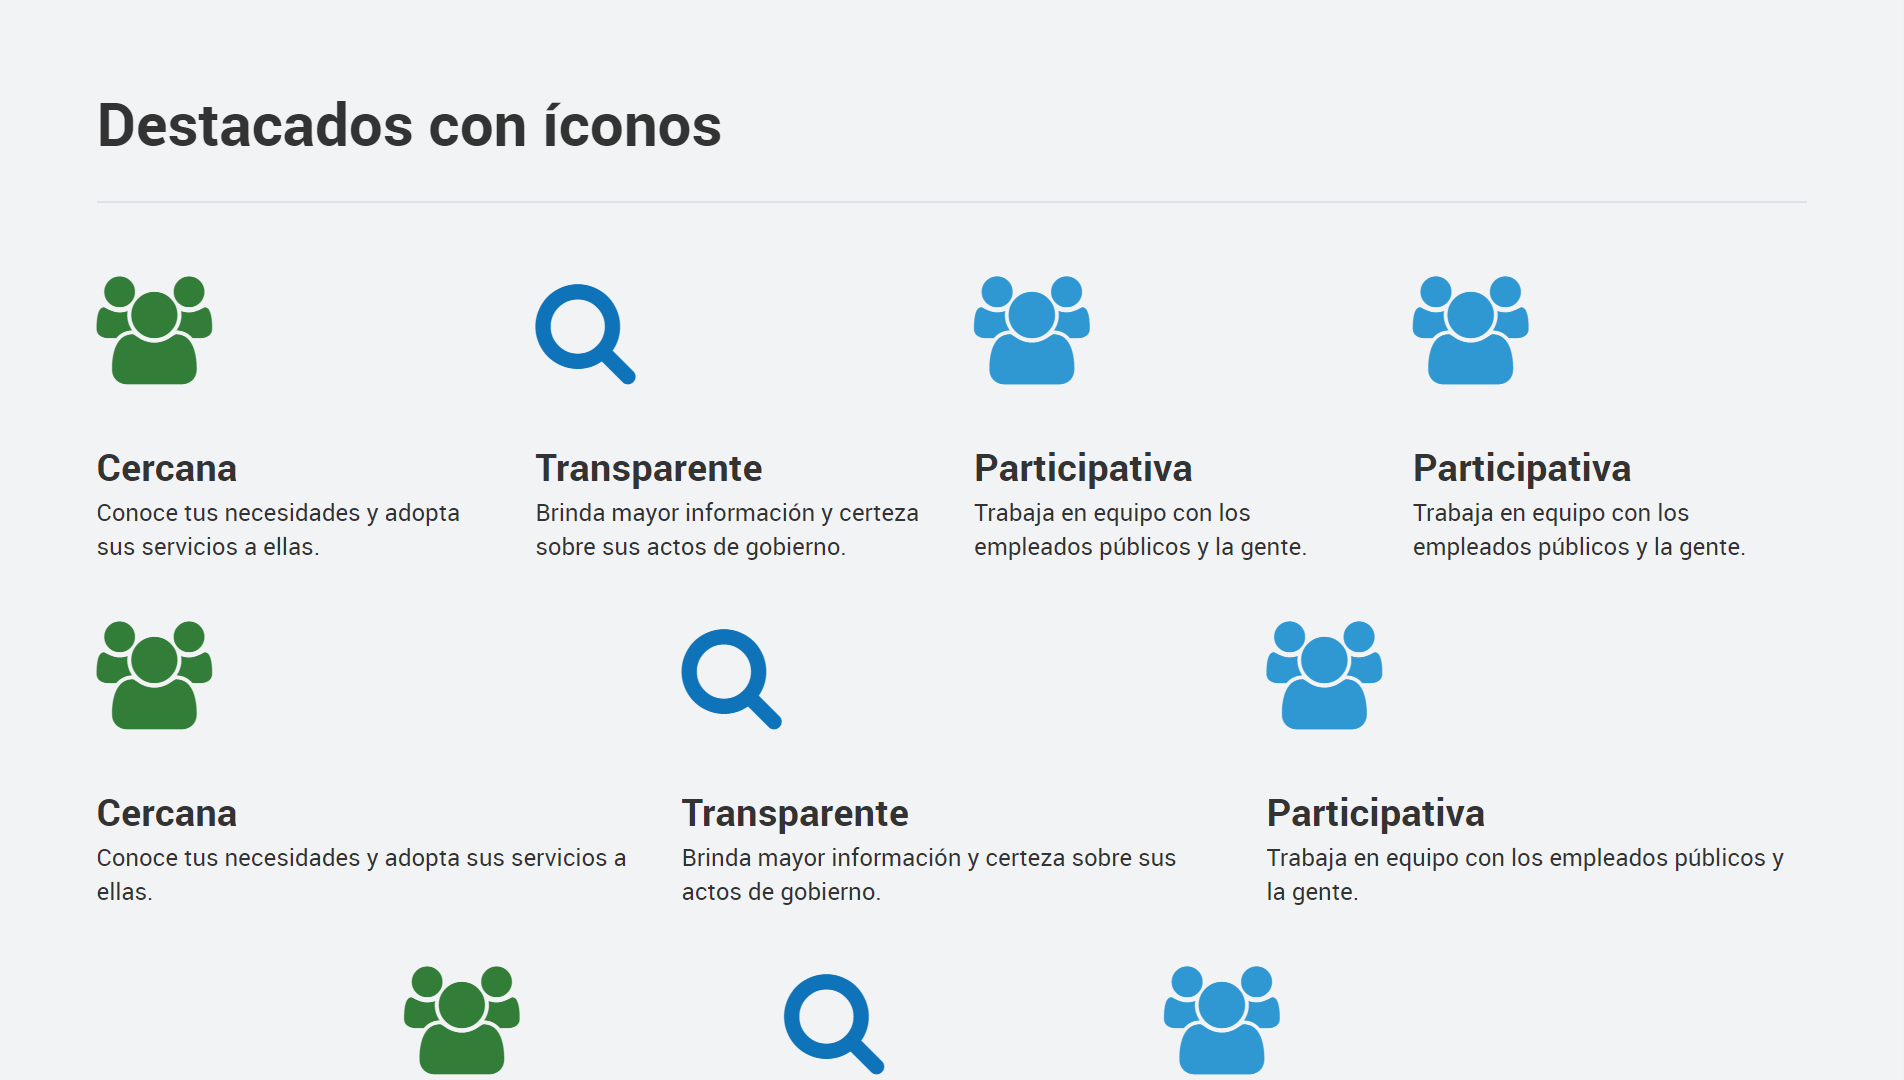 Destacados con íconos
Cercana
Conoce tus necesidades y adopta
sus servicios a ellas.
Transparente
Brinda mayor información y certeza
sobre sus actos de gobierno.
Participativa
Trabaja en equipo con los
empleados públicos y la gente.
Participativa
Trabaja en equipo con los
empleados públicos y la gente.
Cercana
Conoce tus necesidades y adopta sus servicios a
ellas.
Transparente
Brinda mayor información y certeza sobre sus
actos de gobierno.
Participativa
Trabaja en equipo con los empleados públicos y
la gente.